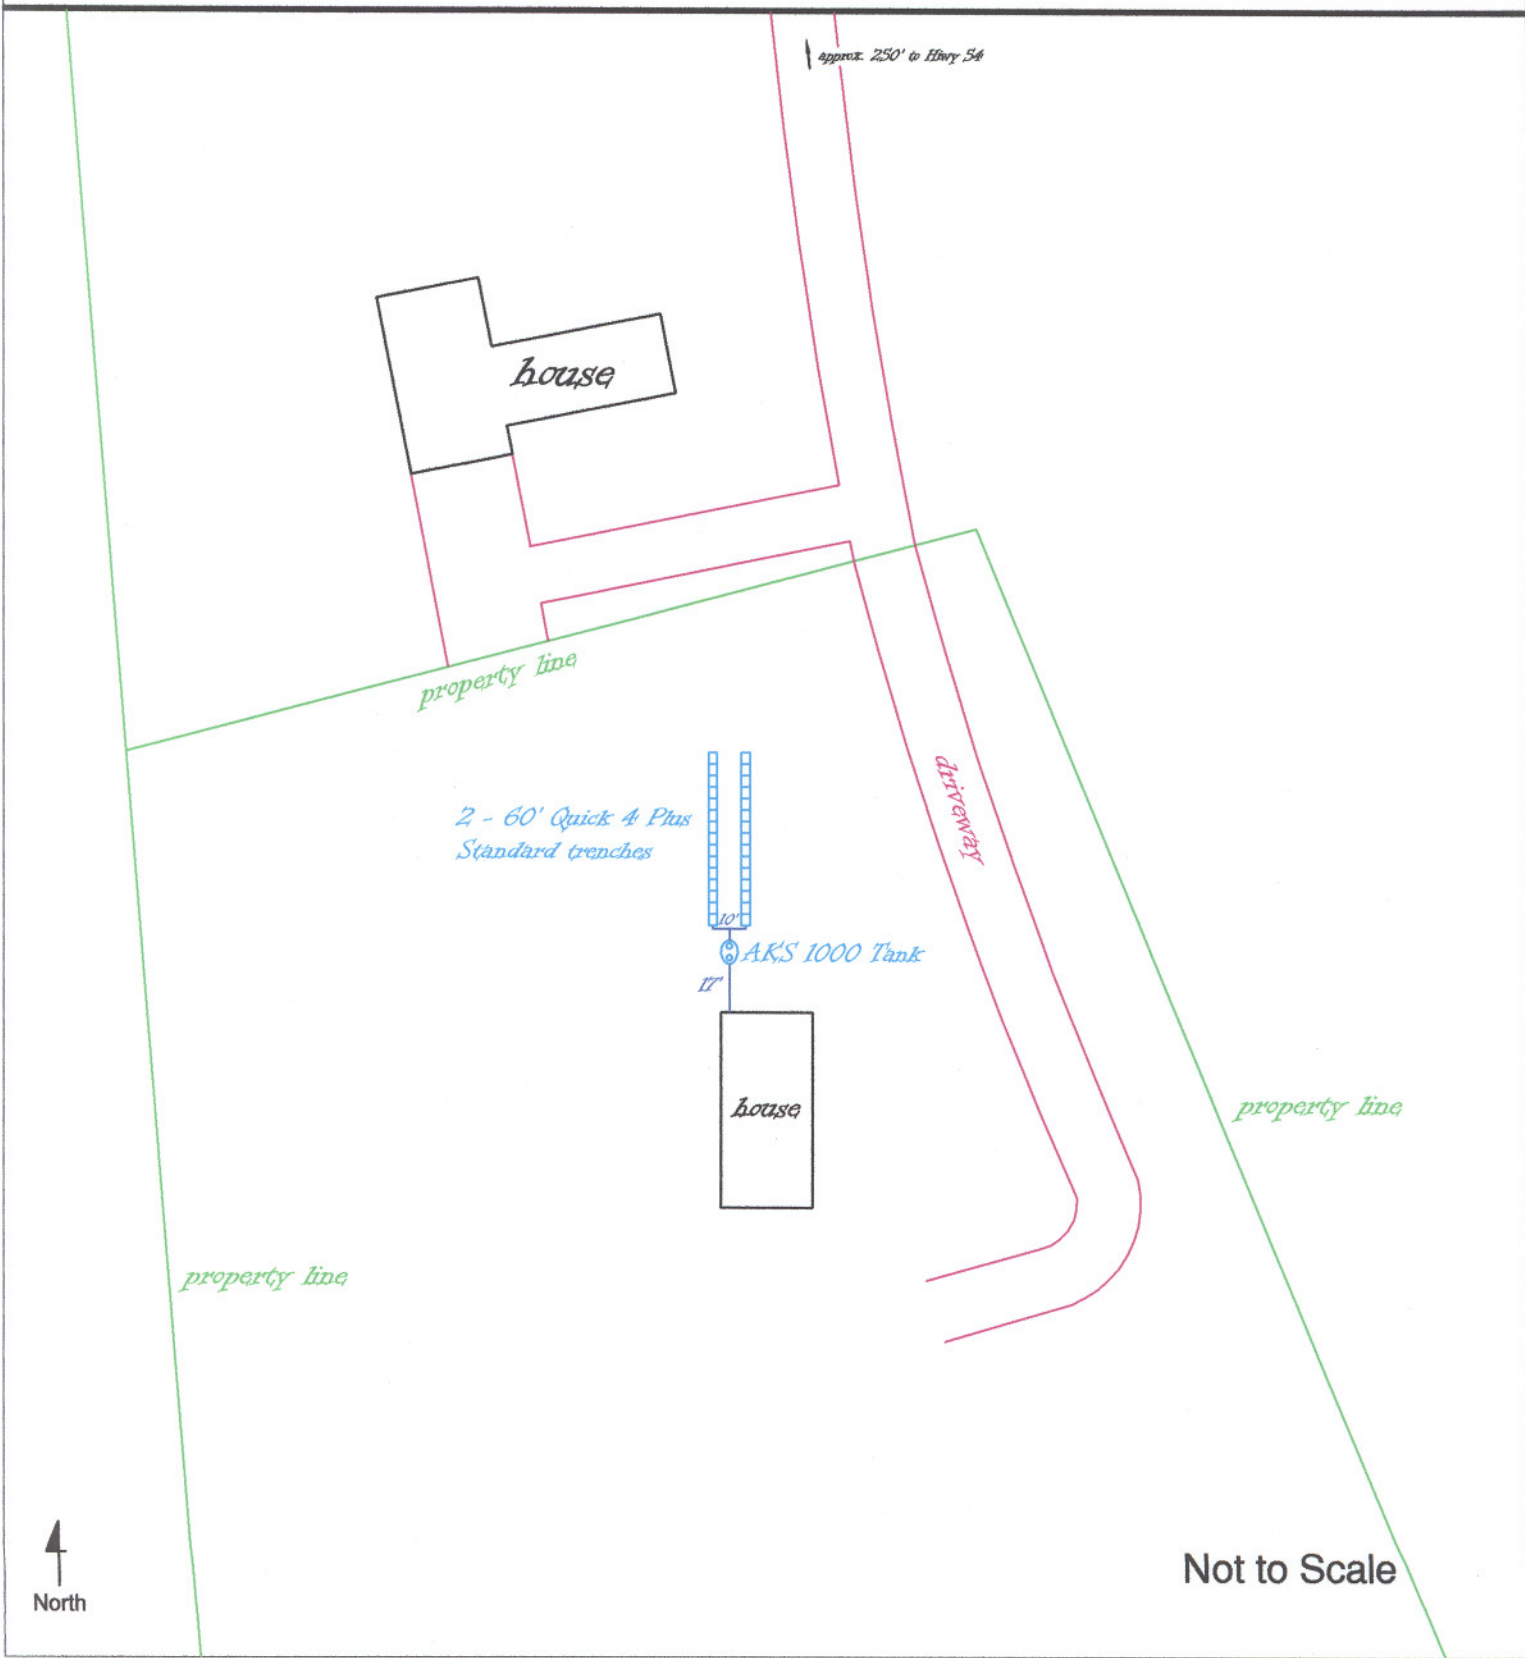 approx. 250' to Hwy 54
house
property line
driveway
2 - 60' Quick 4 Plus
Standard trenches
10'
AKS 1000 Tank
17'
house
property line
property line
North
Not to Scale